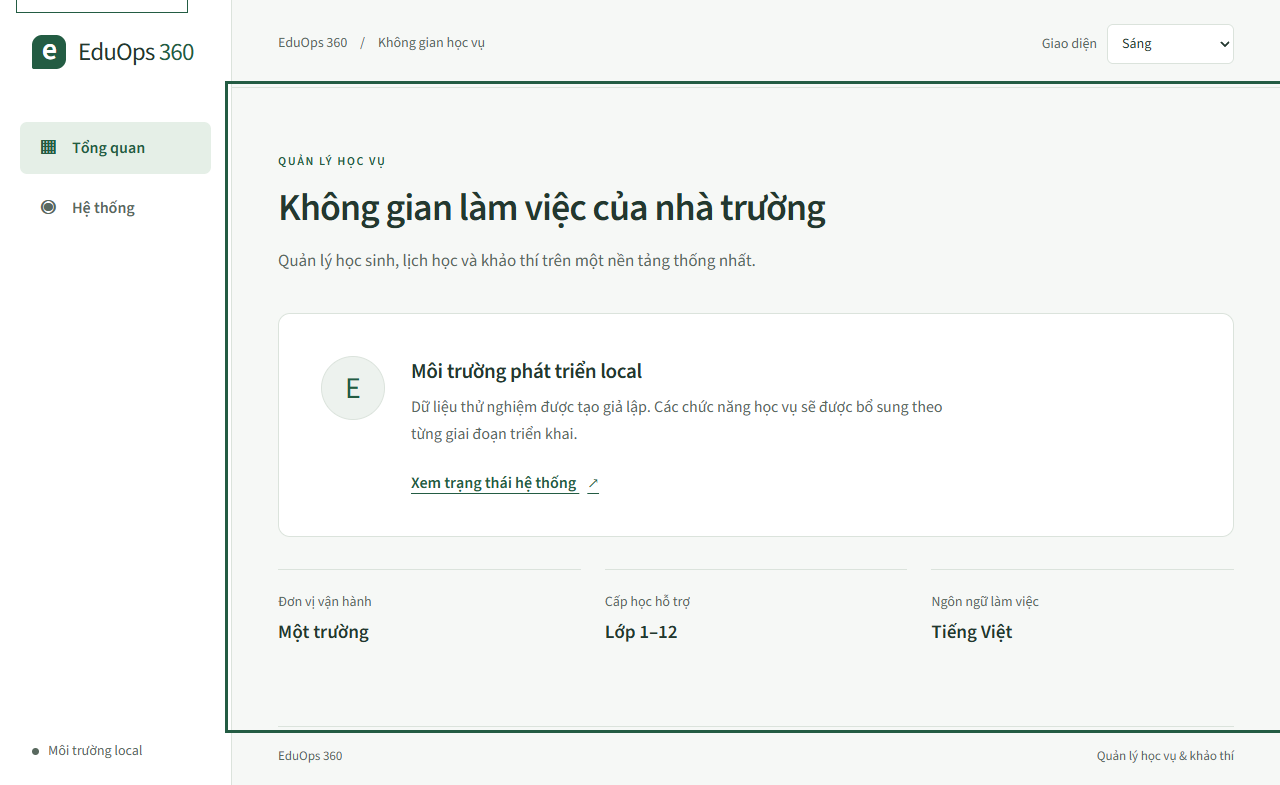 e EduOps 360
Tổng quan
Hệ thống
Môi trường local
EduOps 360 / Không gian học vụ
Giao diện Sáng
QUẢN LÝ HỌC VỤ
Không gian làm việc của nhà trường
Quản lý học sinh, lịch học và khảo thí trên một nền tảng thống nhất.
E
Môi trường phát triển local
Dữ liệu thử nghiệm được tạo giả lập. Các chức năng học vụ sẽ được bổ sung theo
từng giai đoạn triển khai.
Xem trạng thái hệ thống ↗
Đơn vị vận hành
Một trường
Cấp học hỗ trợ
Lớp 1–12
Ngôn ngữ làm việc
Tiếng Việt
EduOps 360
Quản lý học vụ & khảo thí